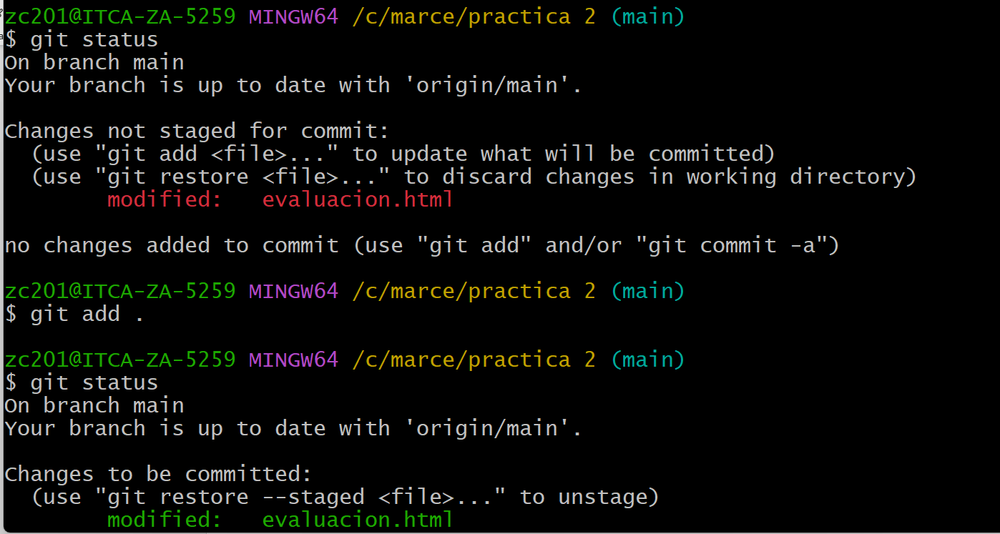 zc201@ITCA-ZA-5259 MINGW64 /c/marce/practica 2 (main)
$ git status
On branch main
Your branch is up to date with 'origin/main'.
Changes not staged for commit:
  (use "git add <file>..." to update what will be committed)
  (use "git restore <file>..." to discard changes in working directory)
        modified:   evaluacion.html
no changes added to commit (use "git add" and/or "git commit -a")
zc201@ITCA-ZA-5259 MINGW64 /c/marce/practica 2 (main)
$ git add .
zc201@ITCA-ZA-5259 MINGW64 /c/marce/practica 2 (main)
$ git status
On branch main
Your branch is up to date with 'origin/main'.
Changes to be committed:
  (use "git restore --staged <file>..." to unstage)
        modified:   evaluacion.html